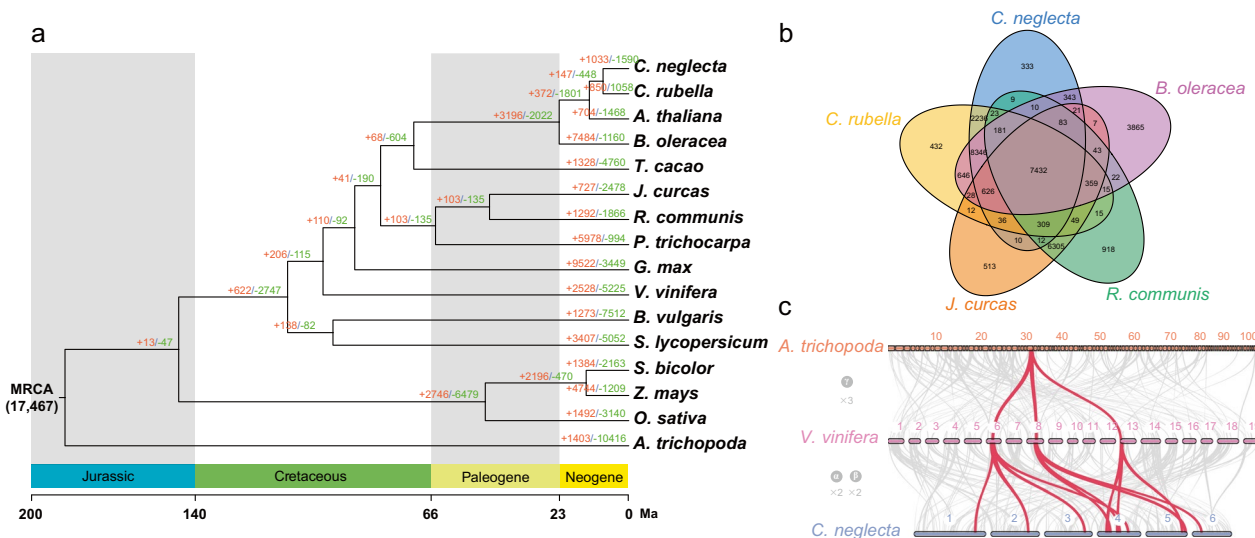 a
+1033/-1590
C. neglecta
+147/-448
+850/1058
C. rubella
+372/-1801
+704/-1468
A. thaliana
+3196/-2022
+7484/-1160
B. oleracea
+68/-604
+1328/-4760
T. cacao
+41/-190
+727/-2478
J. curcas
+103/-135
+1292/-1866
R. communis
+110/-92
+103/-135
+5978/-994
P. trichocarpa
+206/-115
+9522/-3449
G. max
+622/-2747
+2528/-5225
V. vinifera
+138/-82
+1273/-7512
B. vulgaris
+13/-47
+3407/-5052
S. lycopersicum
+2196/-470
+1384/-2163
S. bicolor
+2746/-6479
+4744/-1209
Z. mays
MRCA
(17,467)
+1492/-3140
O. sativa
+1403/-10416
A. trichopoda
Jurassic
Cretaceous
Paleogene
Neogene
200
140
66
23
0
Ma
b
C. neglecta
B. oleracea
C. rubella
J. curcas
R. communis
333
9
10
343
21
7
3865
2236
23
181
83
43
22
432
8346
646
28
626
7432
359
15
12
36
309
49
15
10
12
6305
918
513
c
A. trichopoda
10 20 30 40 50 60 70 80 90 100
γ
×3
V. vinifera
1 2 3 4 5 6 7 8 9 10 11 12 13 14 15 16 17 18 19
α β
×2 ×2
C. neglecta
1 2 3 4 5 6